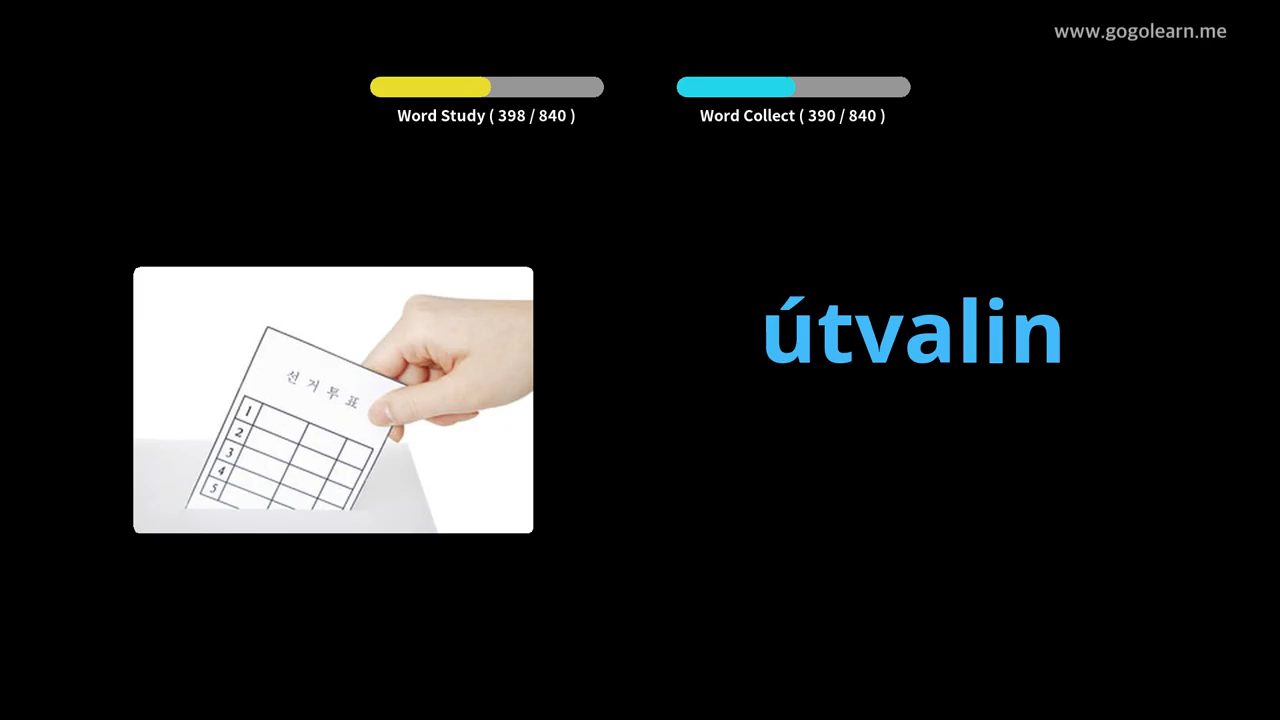 www.gogolearn.me
Word Study ( 398 / 840 )
Word Collect ( 390 / 840 )
선거투표
1
2
3
4
5
útvalin